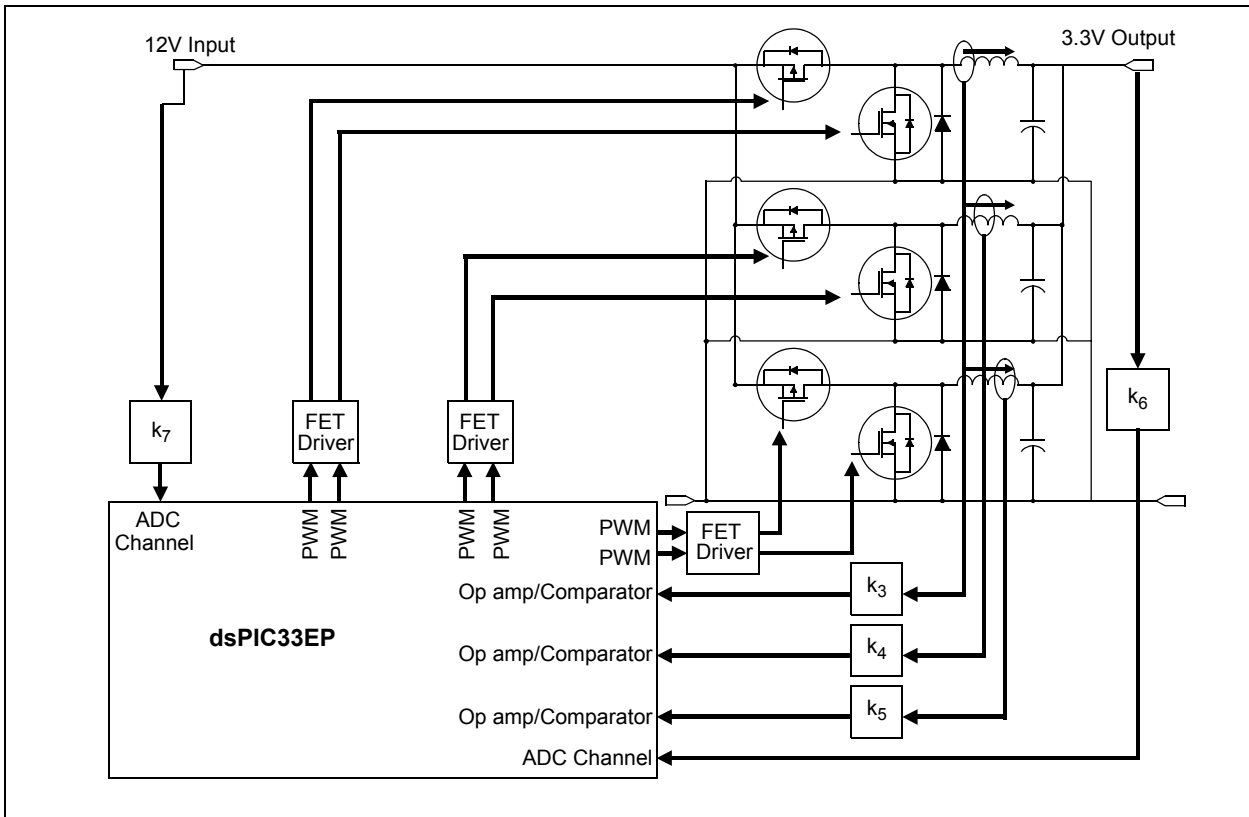 12V Input
3.3V Output
k7
FET
Driver
FET
Driver
k6
ADC
Channel
PWM
PWM
PWM
PWM
PWM
PWM
FET
Driver
Op amp/Comparator
k3
dsPIC33EP
Op amp/Comparator
k4
Op amp/Comparator
k5
ADC Channel